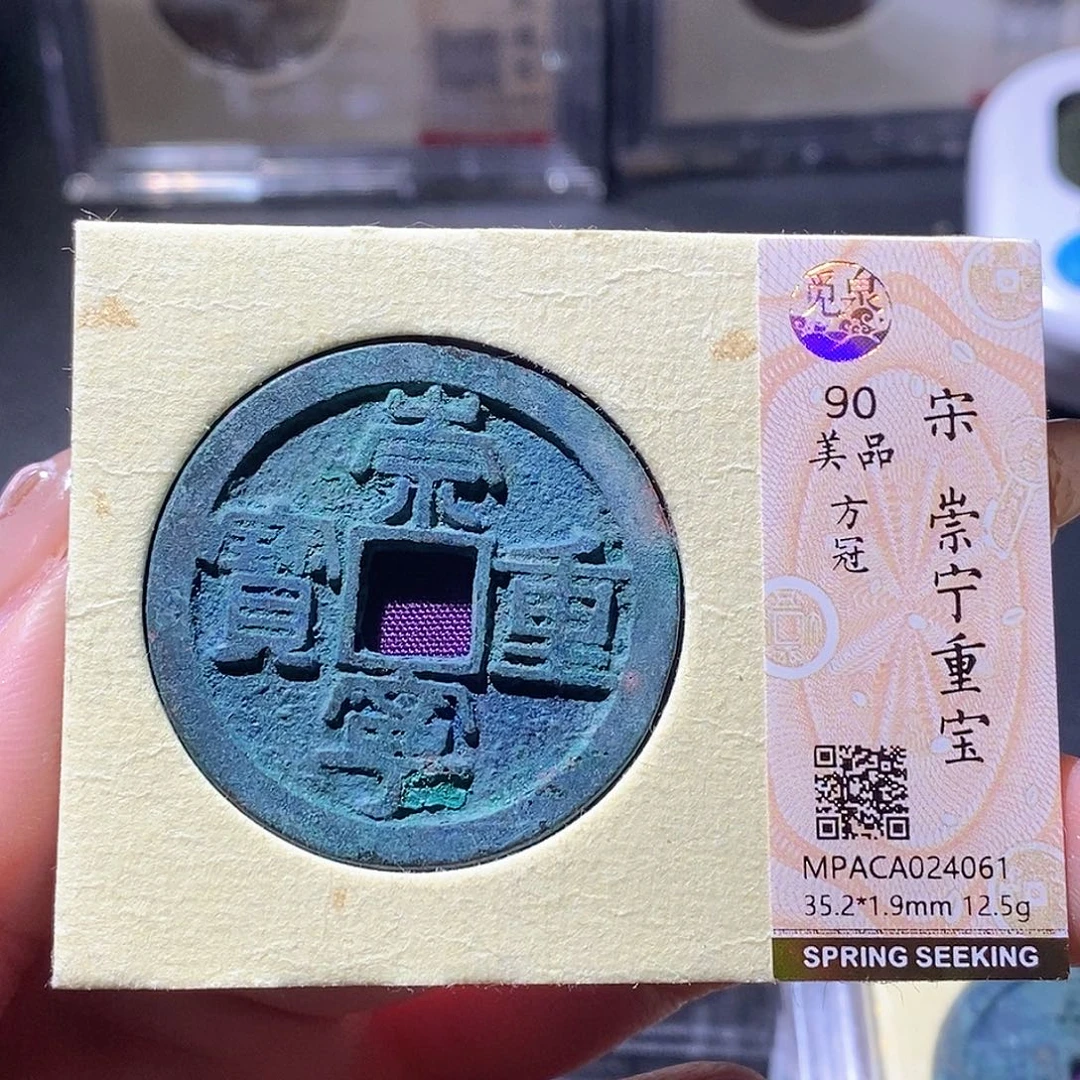 崇
重
寧
寶
觅泉
90
美品
方冠
宋 崇宁重宝
MPACA024061
35.2*1.9mm 12.5g
SPRING SEEKING